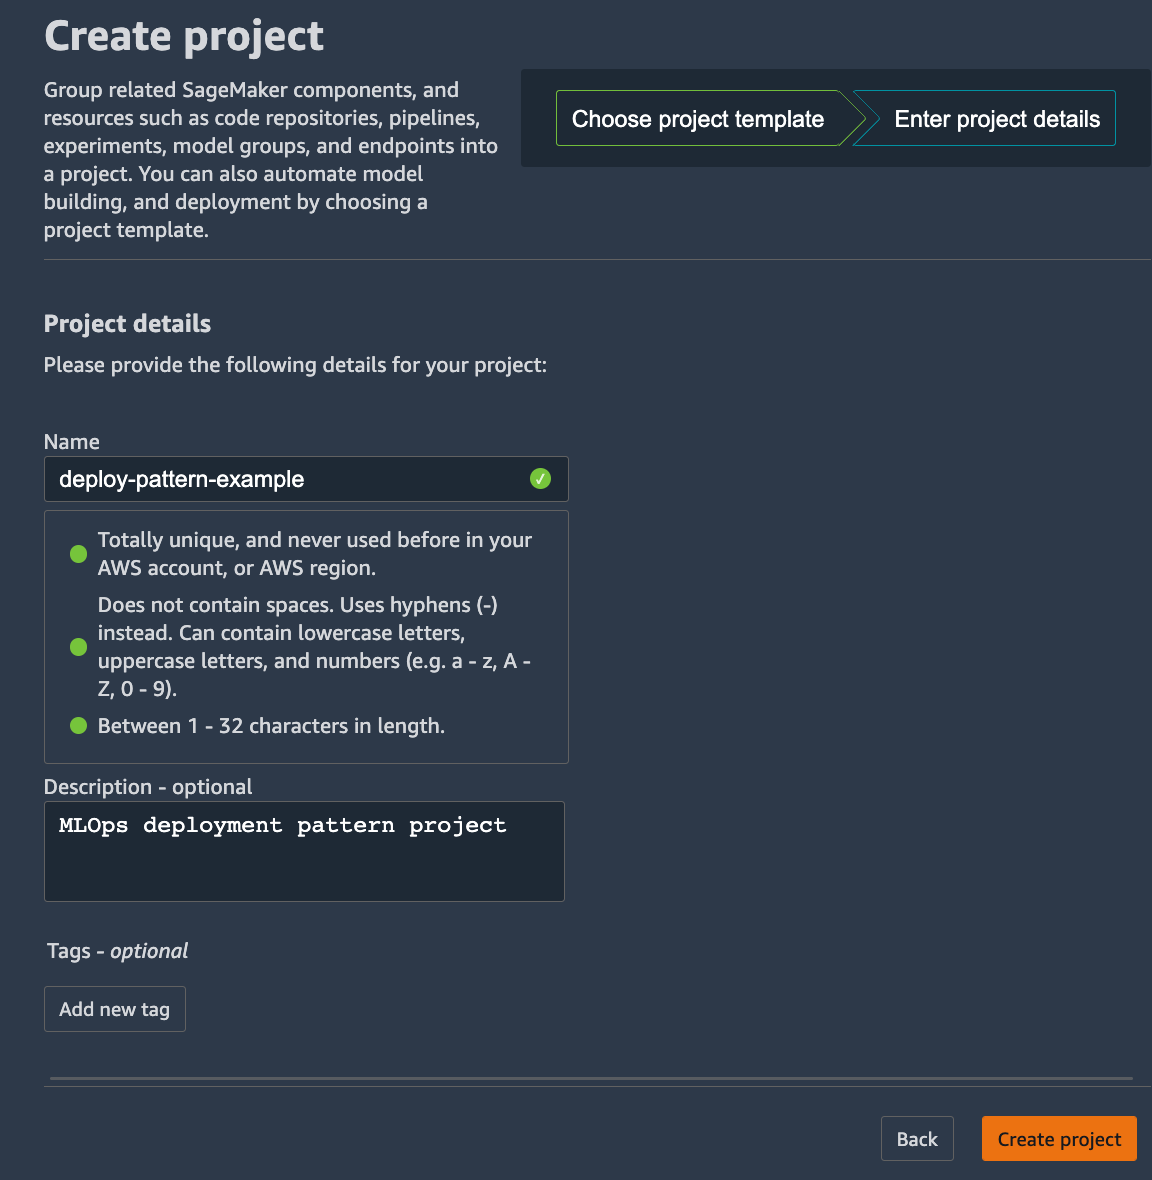 Create project
Group related SageMaker components, and
resources such as code repositories, pipelines,
experiments, model groups, and endpoints into
a project. You can also automate model
building, and deployment by choosing a
project template.
Choose project template
Enter project details
Project details
Please provide the following details for your project:
Name
deploy-pattern-example
Totally unique, and never used before in your
AWS account, or AWS region.
Does not contain spaces. Uses hyphens (-)
instead. Can contain lowercase letters,
uppercase letters, and numbers (e.g. a - z, A -
Z, 0 - 9).
Between 1 - 32 characters in length.
Description - optional
MLOps deployment pattern project
Tags - optional
Add new tag
Back
Create project